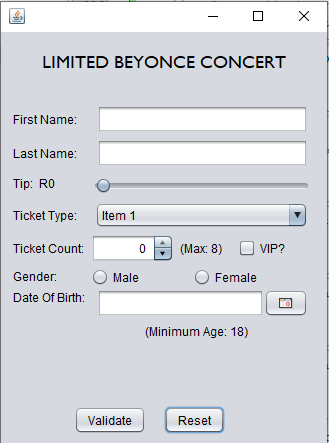 LIMITED BEYONCE CONCERT
First Name:
Last Name:
Tip: R0
Ticket Type: Item 1
Ticket Count: 0 (Max: 8) VIP?
Gender: Male Female
Date Of Birth:
(Minimum Age: 18)
Validate Reset